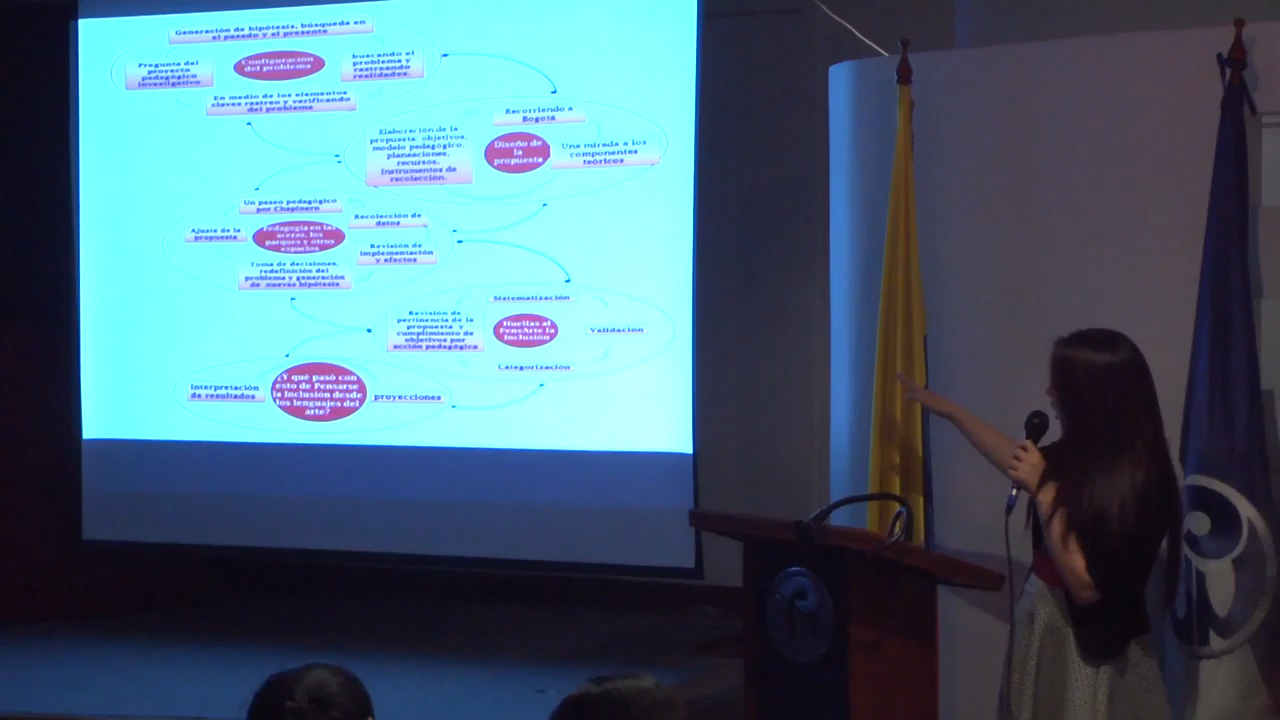 Generación de hipótesis, búsqueda en
el pasado y el presente
Pregunta del
proyecto
pedagógico
investigativo
Configuración
del problema
buscando el
problema y
rastreando
realidades.
En medio de los elementos
claves rastreo y verificando
del problema
Elaboración de la
propuesta: objetivos,
modelo pedagógico,
planeaciones,
recursos,
instrumentos de
recolección.
Recorriendo a
Bogotá
Diseño de
la
propuesta
Una mirada a los
componentes
teóricos
Un paseo pedagógico
por Chapinero
Ajuste de la
propuesta
Pedagogía en las
aceras, los
parques y otros
espacios
Recolección de
datos
Revisión de
implementación
y efectos
Toma de decisiones,
redefinición del
problema y generación
de nuevas hipótesis
Revisión de
pertinencia de la
propuesta y
cumplimiento de
objetivos por
acción pedagógica
Sistematización
Huellas al
PensArte la
Inclusión
Validación
Categorización
Interpretación
de resultados
¿Y qué pasó con
esto de Pensarse
la Inclusión desde
los lenguajes del
arte?
proyecciones